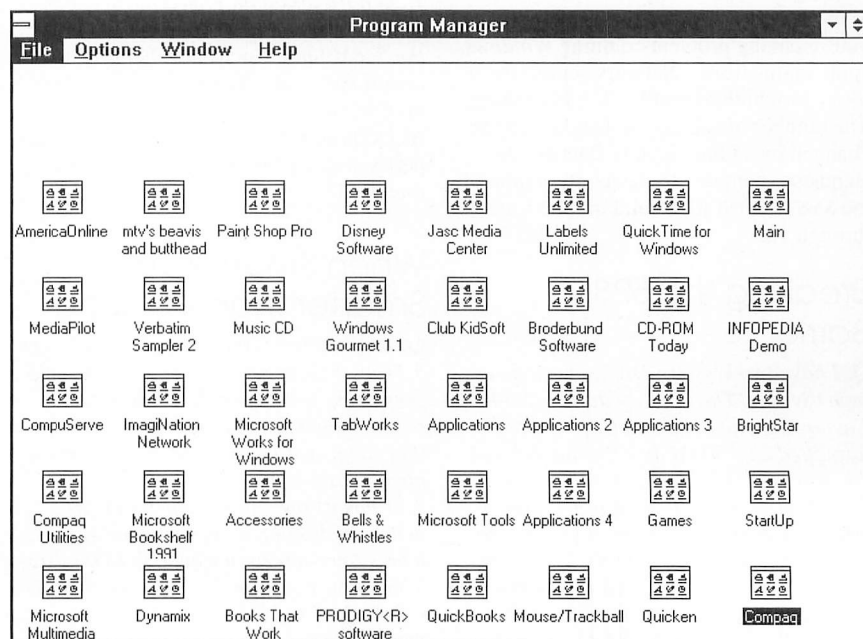 Program Manager
File Options Window Help
AmericaOnline
mtv's beavis
and butthead
Paint Shop Pro
Disney
Software
Jasc Media
Center
Labels
Unlimited
QuickTime for
Windows
Main
MediaPilot
Verbatim
Sampler 2
Music CD
Windows
Gourmet 1.1
Club KidSoft
Broderbund
Software
CD-ROM
Today
INFOPEDIA
Demo
CompuServe
ImagiNation
Network
Microsoft
Works for
Windows
TabWorks
Applications
Applications 2
Applications 3
BrightStar
Compaq
Utilities
Microsoft
Bookshelf
1991
Accessories
Bells &
Whistles
Microsoft Tools
Applications 4
Games
StartUp
Microsoft
Multimedia
Dynamix
Books That
Work
PRODIGY<R>
software
QuickBooks
Mouse/Trackball
Quicken
Compaq